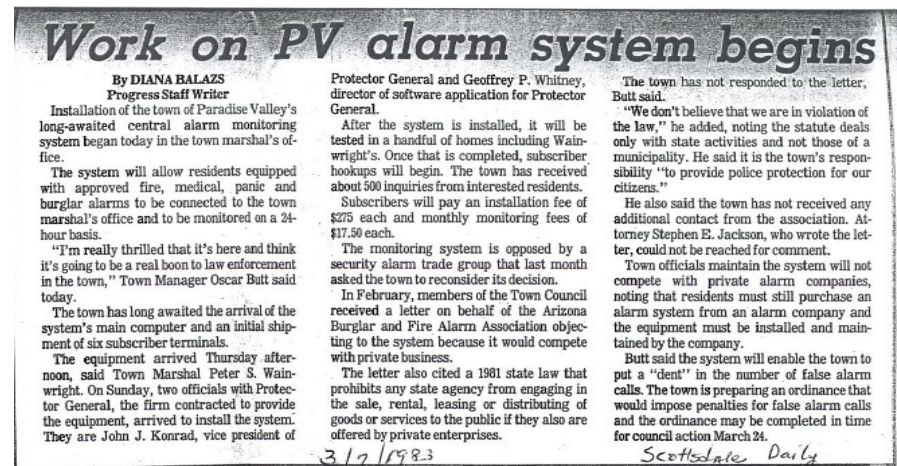 Work on PV alarm system begins
By DIANA BALAZS
Progress Staff Writer
Installation of the town of Paradise Valley's
long-awaited central alarm monitoring
system began today in the town marshal's of-
fice.
The system will allow residents equipped
with approved fire, medical, panic and
burglar alarms to be connected to the town
marshal's office and to be monitored on a 24-
hour basis.
"I'm really thrilled that it's here and think
it's going to be a real boon to law enforcement
in the town," Town Manager Oscar Butt said
today.
The town has long awaited the arrival of the
system's main computer and an initial ship-
ment of six subscriber terminals.
The equipment arrived Thursday after-
noon, said Town Marshal Peter S. Wain-
wright. On Sunday, two officials with Protec-
tor General, the firm contracted to provide
the equipment, arrived to install the system.
They are John J. Konrad, vice president of
Protector General and Geoffrey P. Whitney,
director of software application for Protector
General.
After the system is installed, it will be
tested in a handful of homes including Wain-
wright's. Once that is completed, subscriber
hookups will begin. The town has received
about 500 inquiries from interested residents.
Subscribers will pay an installation fee of
$275 each and monthly monitoring fees of
$17.50 each.
The monitoring system is opposed by a
security alarm trade group that last month
asked the town to reconsider its decision.
In February, members of the Town Council
received a letter on behalf of the Arizona
Burglar and Fire Alarm Association objec-
ting to the system because it would compete
with private business.
The letter also cited a 1981 state law that
prohibits any state agency from engaging in
the sale, rental, leasing or distributing of
goods or services to the public if they also are
offered by private enterprises.
The town has not responded to the letter,
Butt said.
"We don't believe that we are in violation of
the law," he added, noting the statute deals
only with state activities and not those of a
municipality. He said it is the town's respon-
sibility "to provide police protection for our
citizens."
He also said the town has not received any
additional contact from the association. At-
torney Stephen E. Jackson, who wrote the let-
ter, could not be reached for comment.
Town officials maintain the system will not
compete with private alarm companies,
noting that residents must still purchase an
alarm system from an alarm company and
the equipment must be installed and main-
tained by the company.
Butt said the system will enable the town to
put a "dent" in the number of false alarm
calls. The town is preparing an ordinance that
would impose penalties for false alarm calls
and the ordinance may be completed in time
for council action March 24.
3/7/1983
Scottsdale Daily